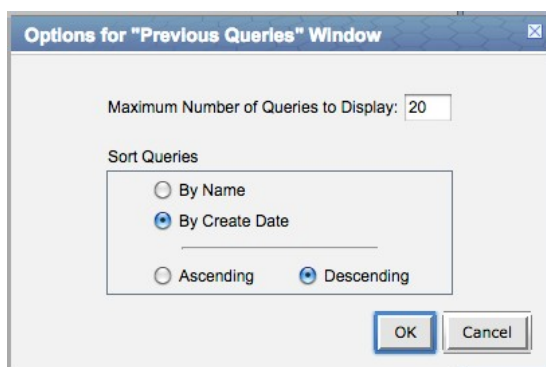 Options for "Previous Queries" Window
Maximum Number of Queries to Display: 20
Sort Queries
By Name
By Create Date
Ascending Descending
OK Cancel